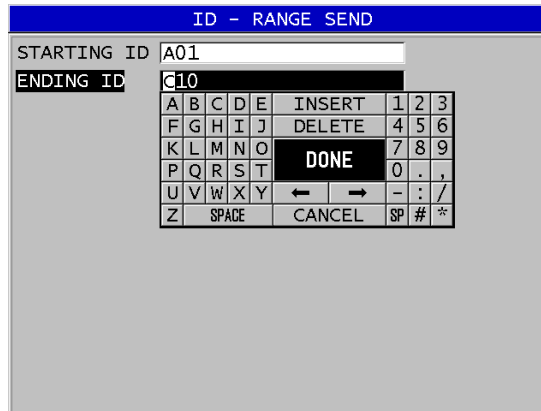 ID - RANGE SEND
STARTING ID A01
ENDING ID C10
A B C D E INSERT 1 2 3
F G H I J DELETE 4 5 6
K L M N O DONE 7 8 9
P Q R S T 0 . ,
U V W X Y ← → - : /
Z SPACE CANCEL SP # *